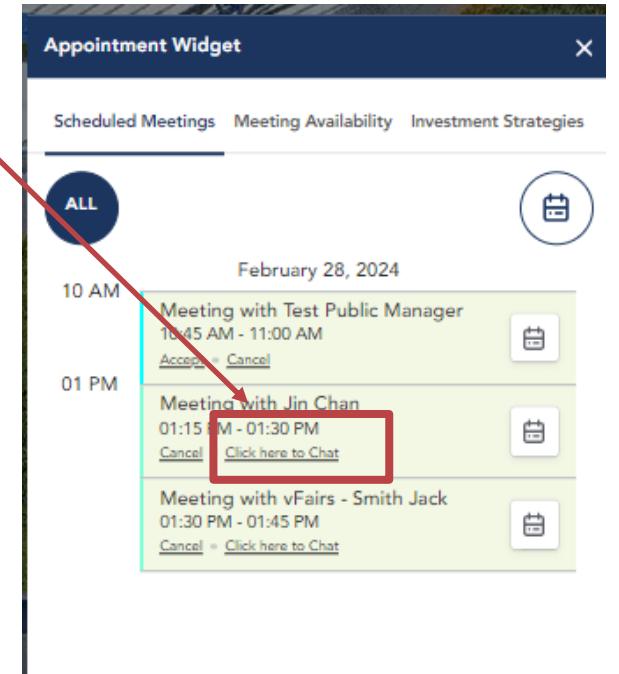 Appointment Widget
Scheduled Meetings Meeting Availability Investment Strategies
ALL
February 28, 2024
10 AM
Meeting with Test Public Manager
10:45 AM - 11:00 AM
Accept Cancel
01 PM
Meeting with Jin Chan
01:15 PM - 01:30 PM
Cancel Click here to Chat
Meeting with vFairs - Smith Jack
01:30 PM - 01:45 PM
Cancel Click here to Chat